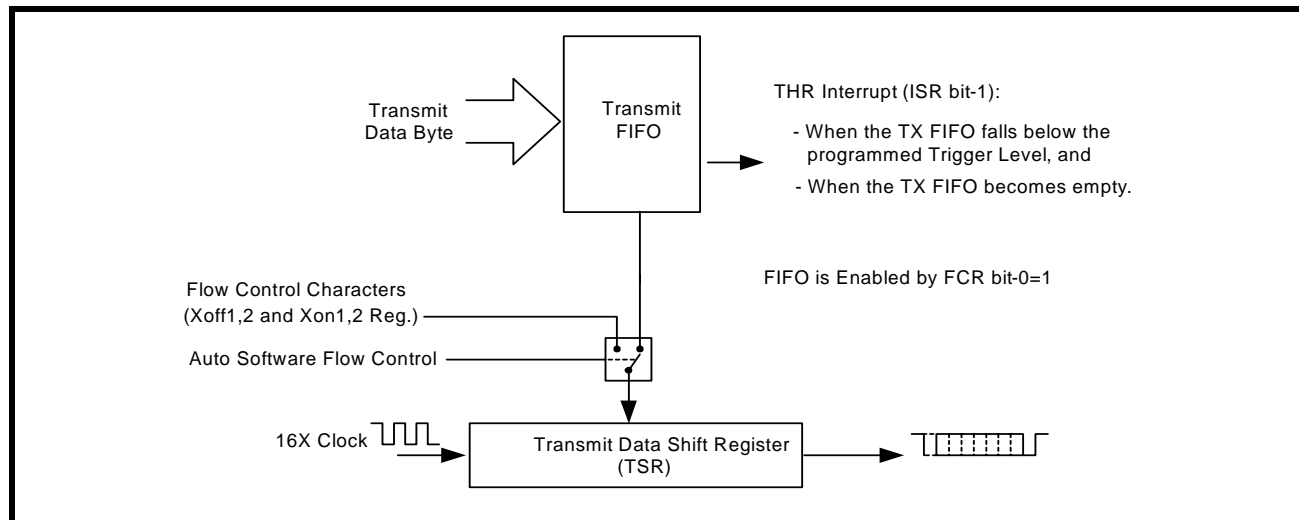 Transmit
Data Byte
Transmit
FIFO
THR Interrupt (ISR bit-1):
- When the TX FIFO falls below the
programmed Trigger Level, and
- When the TX FIFO becomes empty.
FIFO is Enabled by FCR bit-0=1
Flow Control Characters
(Xoff1,2 and Xon1,2 Reg.)
Auto Software Flow Control
16X Clock
Transmit Data Shift Register
(TSR)